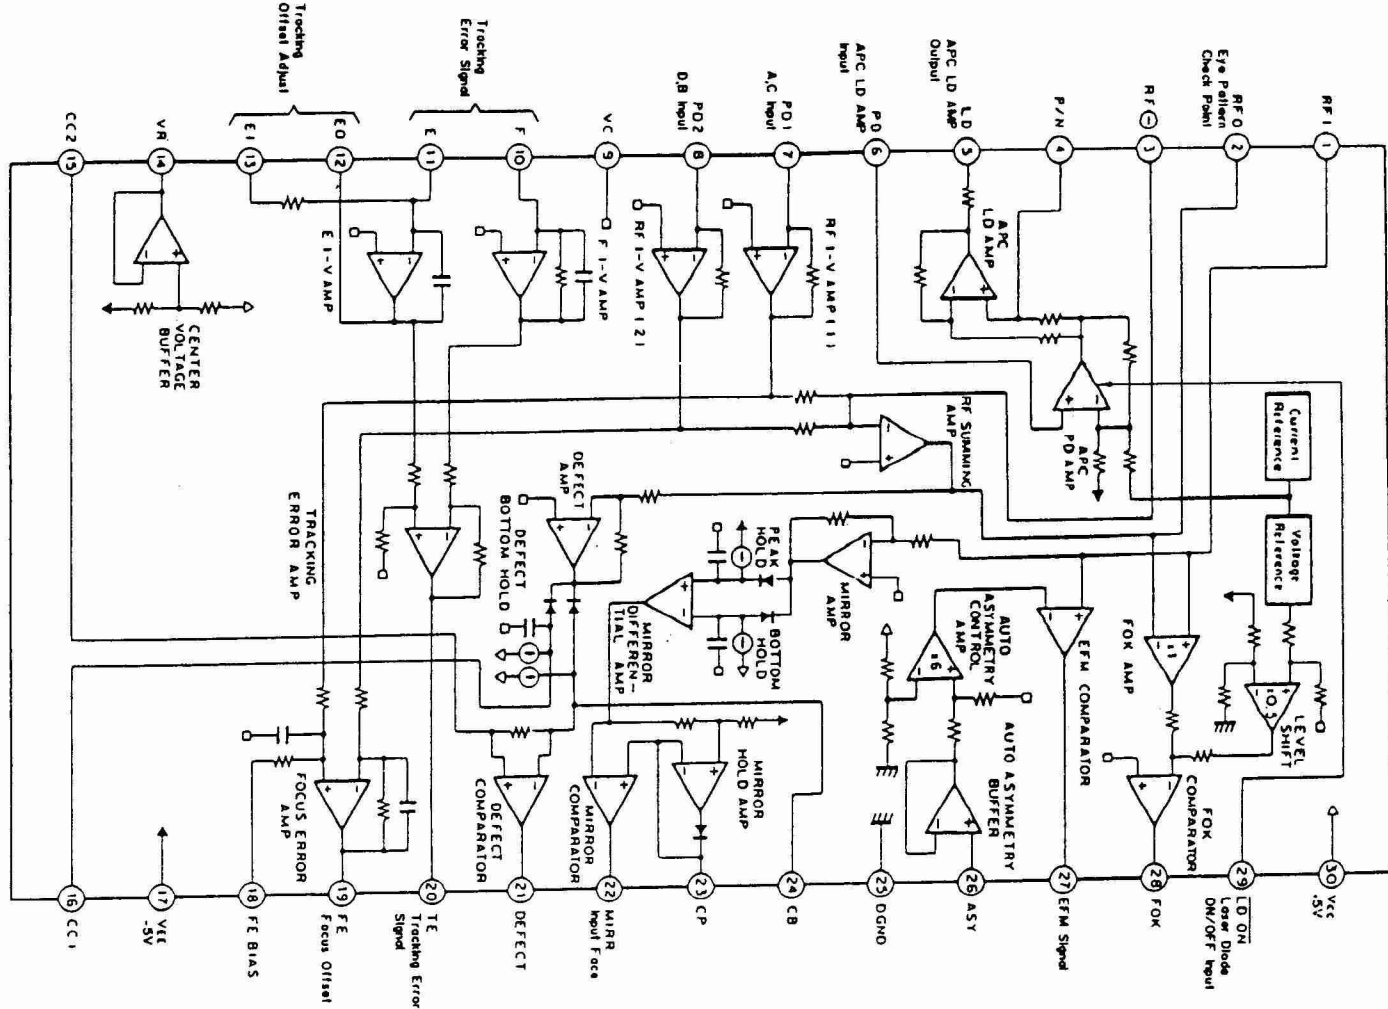 RF I
1
RF O
Eye Pattern
Check Point
2
RF (-)
3
P/N
4
LD
APC LD AMP
Output
5
PD
APC LD AMP
Input
6
PD1
A,C Input
7
PD2
D,B Input
8
VC
9
F
10
E
11
Tracking
Error Signal
EO
12
EI
13
Tracking
Offset Adjust
VR
14
CC2
15
CENTER
VOLTAGE
BUFFER
E I-V AMP
F I-V AMP
RF I-V AMP (2)
RF I-V AMP (1)
APC
LD AMP
APC
PD AMP
Current
Reference
Voltage
Reference
RF SUMMING
AMP
TRACKING
ERROR AMP
DEFECT
AMP
DEFECT
BOTTOM HOLD
PEAK
HOLD
BOTTOM
HOLD
MIRROR
AMP
MIRROR
DIFFEREN-
TIAL AMP
AUTO
ASYMMETRY
CONTROL
AMP
EFM COMPARATOR
FOK AMP
LEVEL
SHIFT
FOCUS ERROR
AMP
DEFECT
COMPARATOR
MIRROR COMPARATOR
MIRROR
HOLD AMP
AUTO ASYMMETRY
BUFFER
FOK
COMPARATOR
16
CC1
17
VEE
-5V
18
FE BIAS
19
FE
Focus Offset
20
TE
Tracking Error
Signal
21
DEFECT
22
MIRR
Input Face
23
CP
24
CB
25
DGND
26
ASY
27
EFM Signal
28
FOK
29
LD ON
Laser Diode
ON/OFF Input
30
VCC